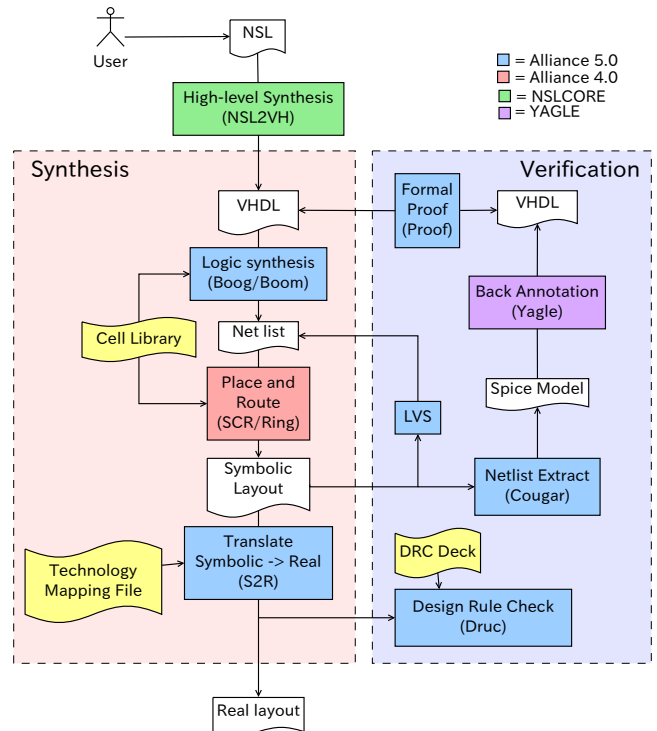 NSL
User
= Alliance 5.0
= Alliance 4.0
= NSLCORE
= YAGLE
High-level Synthesis
(NSL2VH)
Synthesis
Verification
VHDL
Formal
Proof
(Proof)
VHDL
Logic synthesis
(Boog/Boom)
Back Annotation
(Yagle)
Cell Library
Net list
Place and
Route
(SCR/Ring)
LVS
Spice Model
Symbolic
Layout
Netlist Extract
(Cougar)
Translate
Symbolic -> Real
(S2R)
Technology
Mapping File
DRC Deck
Design Rule Check
(Druc)
Real layout